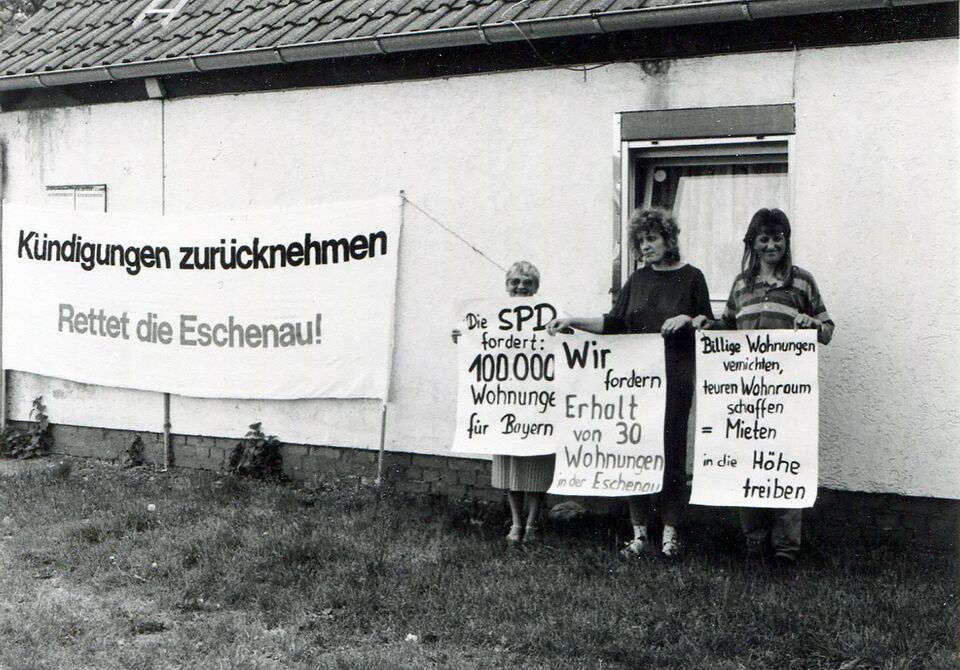 Kündigungen zurücknehmen
Rettet die Eschenau!
Die SPD
fordert:
100.000
Wohnunge
für Bayern
Wir
fordern
Erhalt
von 30
Wohnungen
in der Eschenau
Billige Wohnungen
vernichten,
teuren Wohnraum
schaffen
= Mieten
in die Höhe
treiben